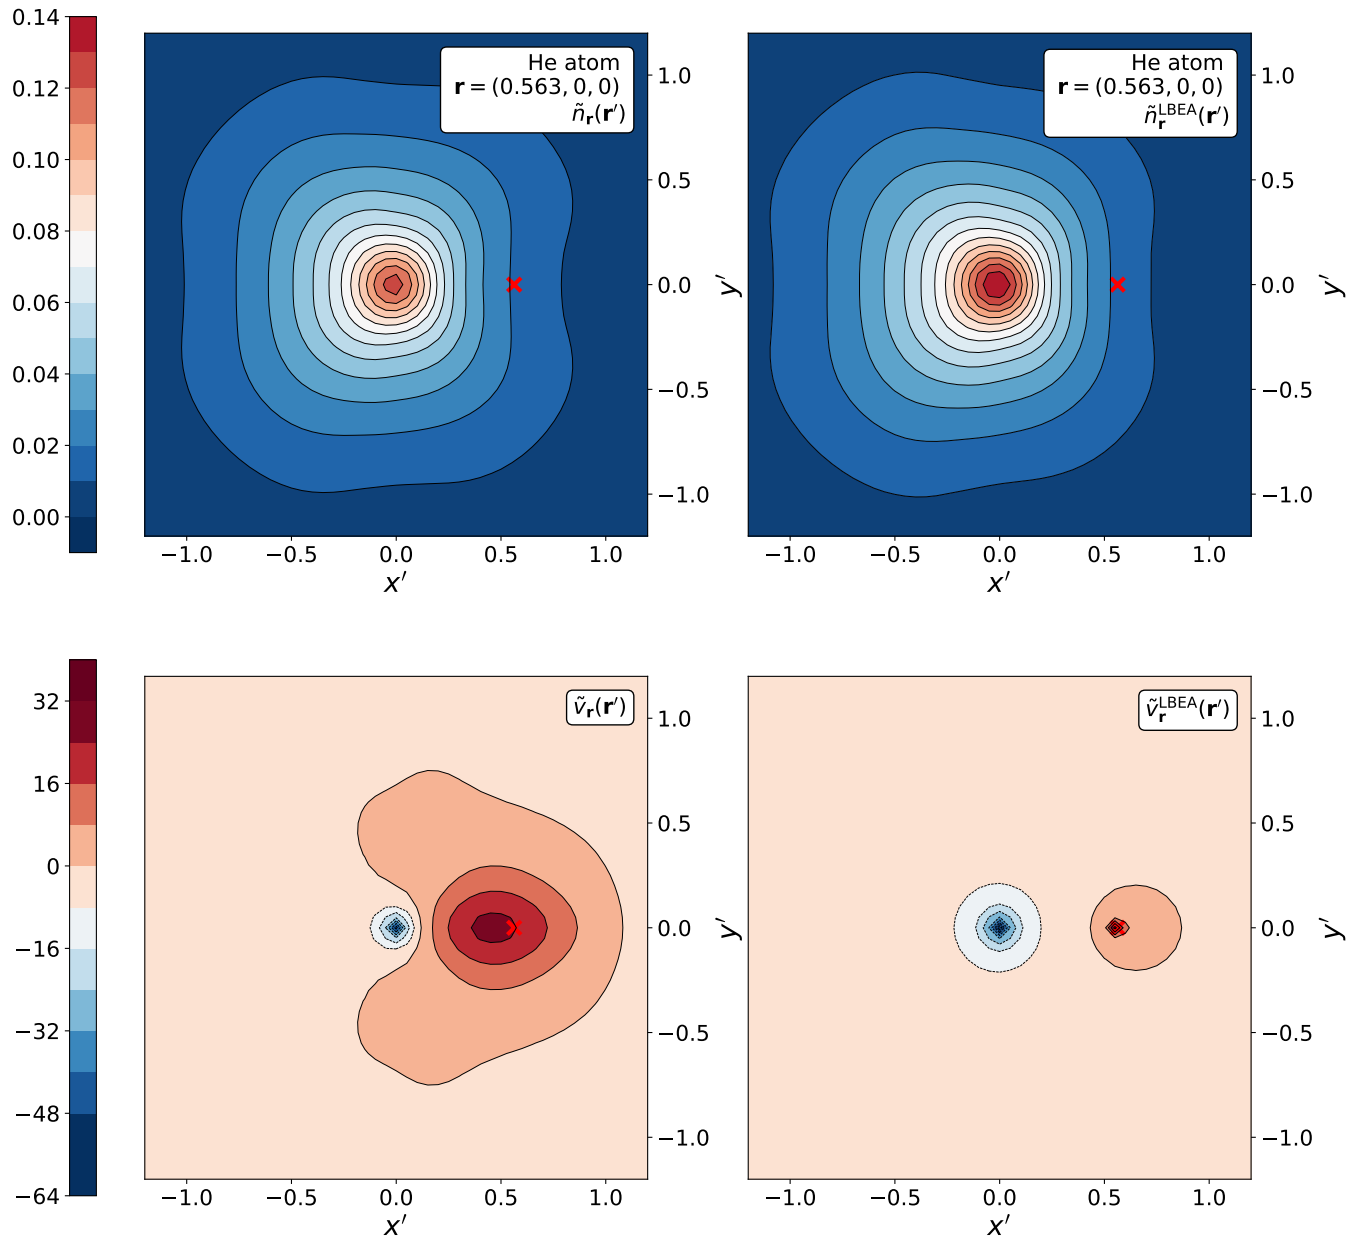 0.14
0.12
0.10
0.08
0.06
0.04
0.02
0.00
He atom
r = (0.563, 0, 0)
ñ_r(r′)
1.0
0.5
0.0
−0.5
−1.0
y′
−1.0 −0.5 0.0 0.5 1.0
x′
He atom
r = (0.563, 0, 0)
ñ_r^LBEA(r′)
1.0
0.5
0.0
−0.5
−1.0
y′
−1.0 −0.5 0.0 0.5 1.0
x′
32
16
0
−16
−32
−48
−64
ṽ_r(r′)
1.0
0.5
0.0
−0.5
−1.0
y′
−1.0 −0.5 0.0 0.5 1.0
x′
ṽ_r^LBEA(r′)
1.0
0.5
0.0
−0.5
−1.0
y′
−1.0 −0.5 0.0 0.5 1.0
x′